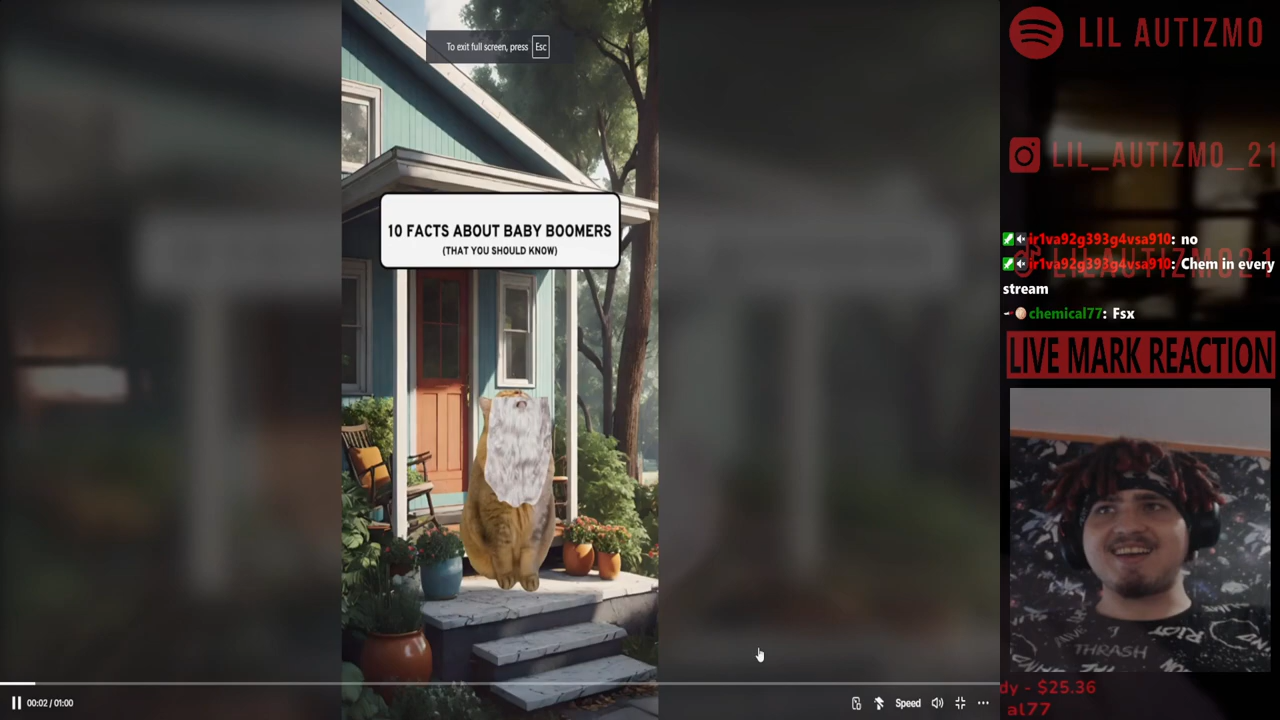 To exit full screen, press Esc
10 FACTS ABOUT BABY BOOMERS
(THAT YOU SHOULD KNOW)
00:02 / 01:00
Speed
LIL AUTIZMO
LIL_AUTIZMO_21
ir1va92g393g4vsa910: no
ir1va92g393g4vsa910: Chem in every
stream
chemical77: Fsx
LIVE MARK REACTION
THRASH
dy - $25.36
al77